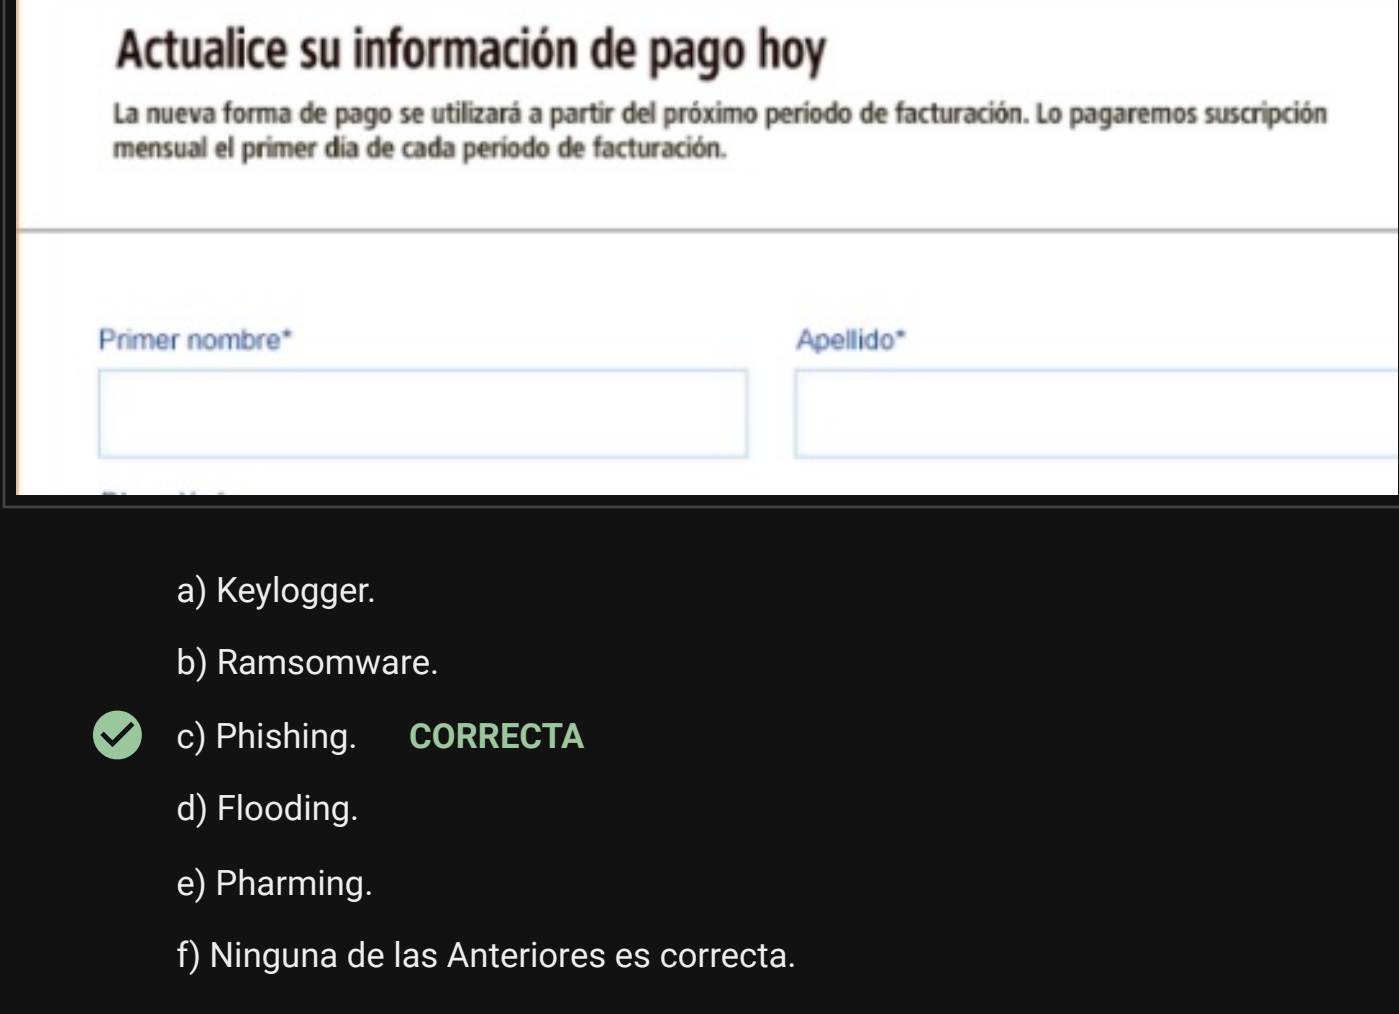 Actualice su información de pago hoy
La nueva forma de pago se utilizará a partir del próximo período de facturación. Lo pagaremos suscripción
mensual el primer día de cada período de facturación.
Primer nombre* Apellido*
a) Keylogger.
b) Ramsomware.
c) Phishing. CORRECTA
d) Flooding.
e) Pharming.
f) Ninguna de las Anteriores es correcta.